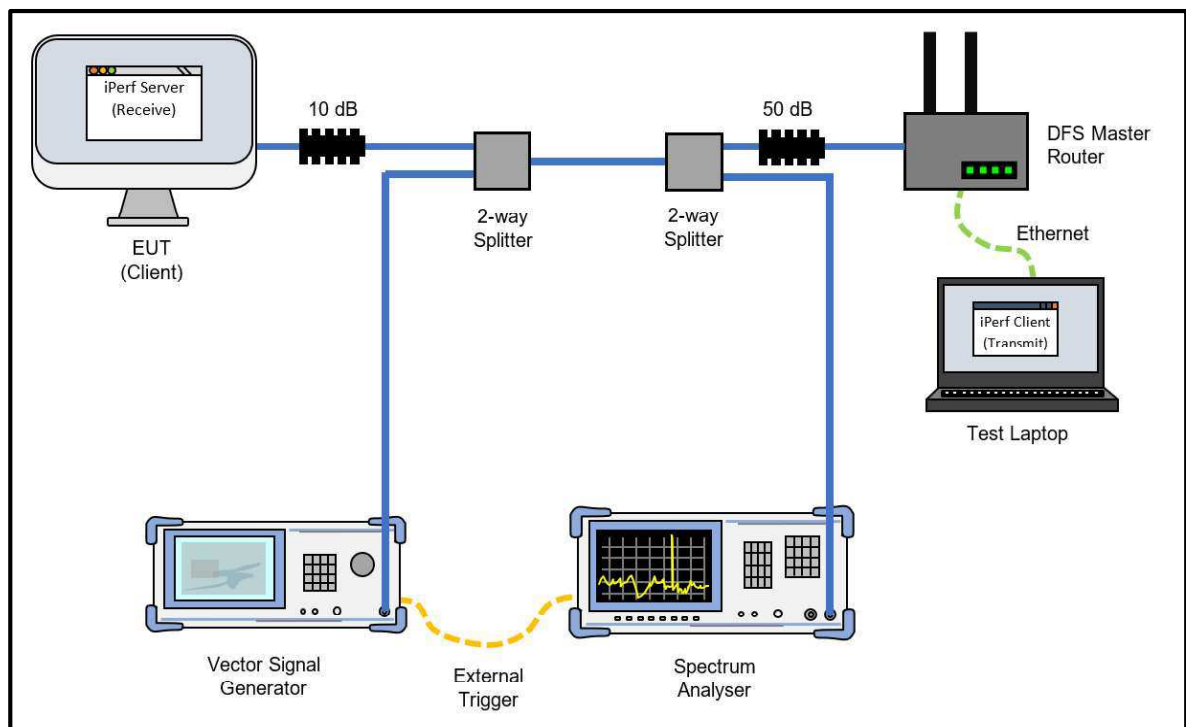 iPerf Server
(Receive)
10 dB
50 dB
DFS Master
Router
2-way
Splitter
2-way
Splitter
EUT
(Client)
Ethernet
iPerf Client
(Transmit)
Test Laptop
Vector Signal
Generator
External
Trigger
Spectrum
Analyser